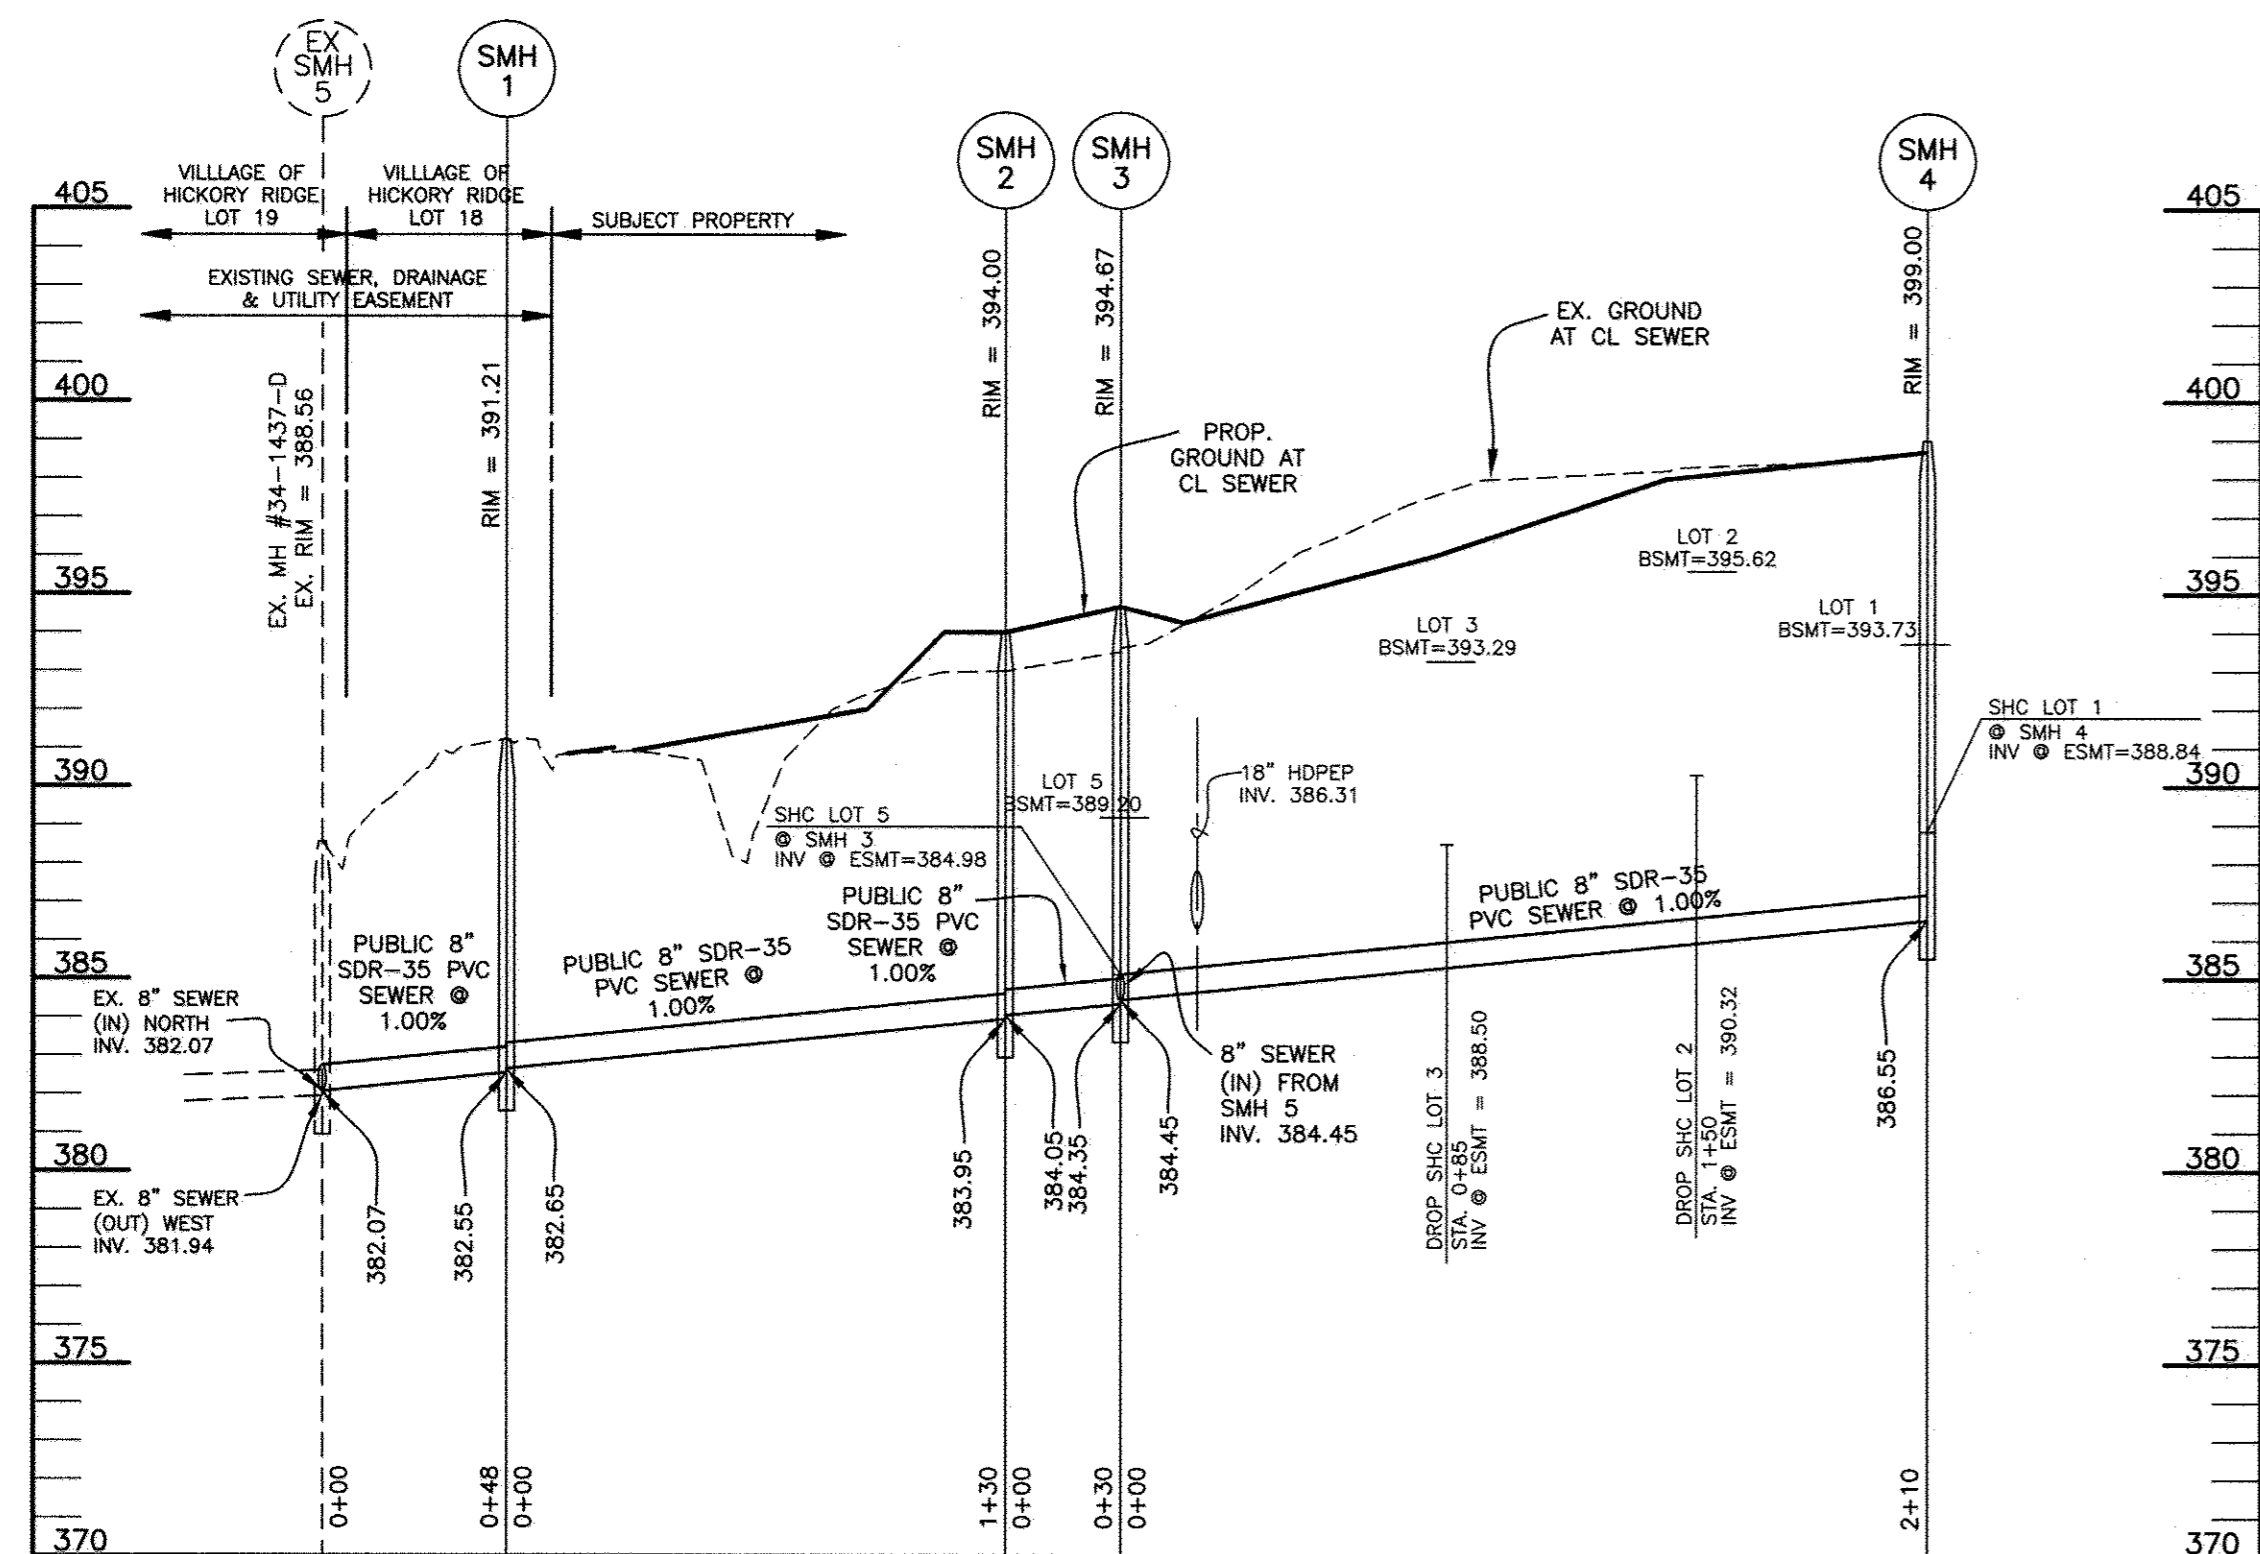 EX
SMH
5
SMH
1
SMH
2
SMH
3
SMH
4
VILLLAGE OF
HICKORY RIDGE
LOT 19
VILLLAGE OF
HICKORY RIDGE
LOT 18
SUBJECT PROPERTY
EXISTING SEWER, DRAINAGE
& UTILITY EASEMENT
405
400
395
390
385
380
375
370
405
400
395
390
385
380
375
370
EX. MH #34-1437-D
EX. RIM = 388.56
RIM = 391.21
RIM = 394.00
RIM = 394.67
RIM = 399.00
PROP.
GROUND AT
CL SEWER
EX. GROUND
AT CL SEWER
LOT 2
BSMT=395.62
LOT 1
BSMT=393.73
LOT 3
BSMT=393.29
LOT 5
BSMT=389.20
SHC LOT 1
@ SMH 4
INV @ ESMT=388.84
SHC LOT 5
@ SMH 3
INV @ ESMT=384.98
18" HDPEP
INV. 386.31
PUBLIC 8"
SDR-35 PVC
SEWER @
1.00%
PUBLIC 8" SDR-35
PVC SEWER @
1.00%
PUBLIC 8"
SDR-35 PVC
SEWER @
1.00%
PUBLIC 8" SDR-35
PVC SEWER @ 1.00%
EX. 8" SEWER
(IN) NORTH
INV. 382.07
EX. 8" SEWER
(OUT) WEST
INV. 381.94
382.07
382.55
382.65
383.95
384.05
384.35
384.45
8" SEWER
(IN) FROM
SMH 5
INV. 384.45
DROP SHC LOT 3
STA. 0+85
INV @ ESMT = 388.50
DROP SHC LOT 2
STA. 1+50
INV @ ESMT = 390.32
386.55
0+00
0+48
0+00
1+30
0+00
0+30
0+00
2+10